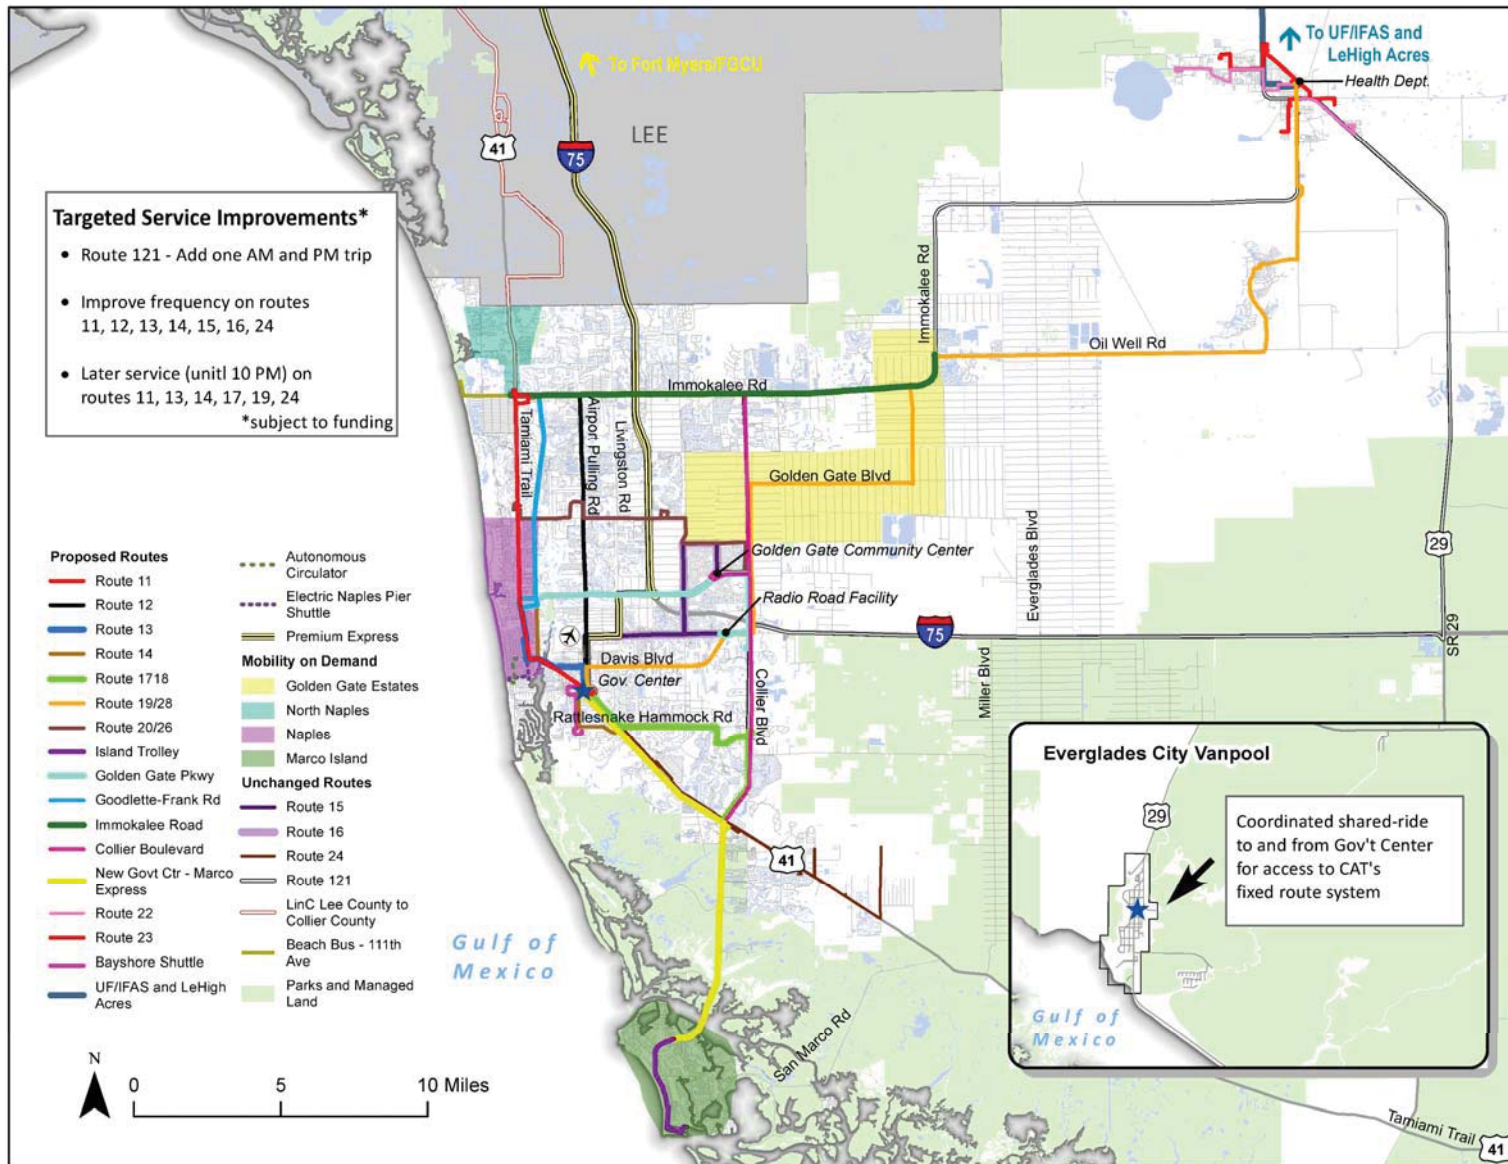 To Fort Myers/FGCU
To UF/IFAS and
LeHigh Acres
Health Dept.
LEE
41
75
Targeted Service Improvements*
• Route 121 - Add one AM and PM trip
• Improve frequency on routes
11, 12, 13, 14, 15, 16, 24
• Later service (unitl 10 PM) on
routes 11, 13, 14, 17, 19, 24
*subject to funding
Immokalee Rd
Oil Well Rd
Immokalee Rd
Tamiami Trail
Airport Pulling Rd
Livingston Rd
Golden Gate Blvd
Everglades Blvd
29
Golden Gate Community Center
Radio Road Facility
75
SR 29
Davis Blvd
Gov. Center
Collier Blvd
Miller Blvd
Rattlesnake Hammock Rd
41
Proposed Routes
Route 11
Route 12
Route 13
Route 14
Route 1718
Route 19/28
Route 20/26
Island Trolley
Golden Gate Pkwy
Goodlette-Frank Rd
Immokalee Road
Collier Boulevard
New Govt Ctr - Marco
Express
Route 22
Route 23
Bayshore Shuttle
UF/IFAS and LeHigh
Acres
Autonomous
Circulator
Electric Naples Pier
Shuttle
Premium Express
Mobility on Demand
Golden Gate Estates
North Naples
Naples
Marco Island
Unchanged Routes
Route 15
Route 16
Route 24
Route 121
LinC Lee County to
Collier County
Beach Bus - 111th
Ave
Parks and Managed
Land
Gulf of
Mexico
San Marco Rd
Everglades City Vanpool
29
Coordinated shared-ride
to and from Gov't Center
for access to CAT's
fixed route system
Gulf of
Mexico
Tamiami Trail
41
N
0 5 10 Miles